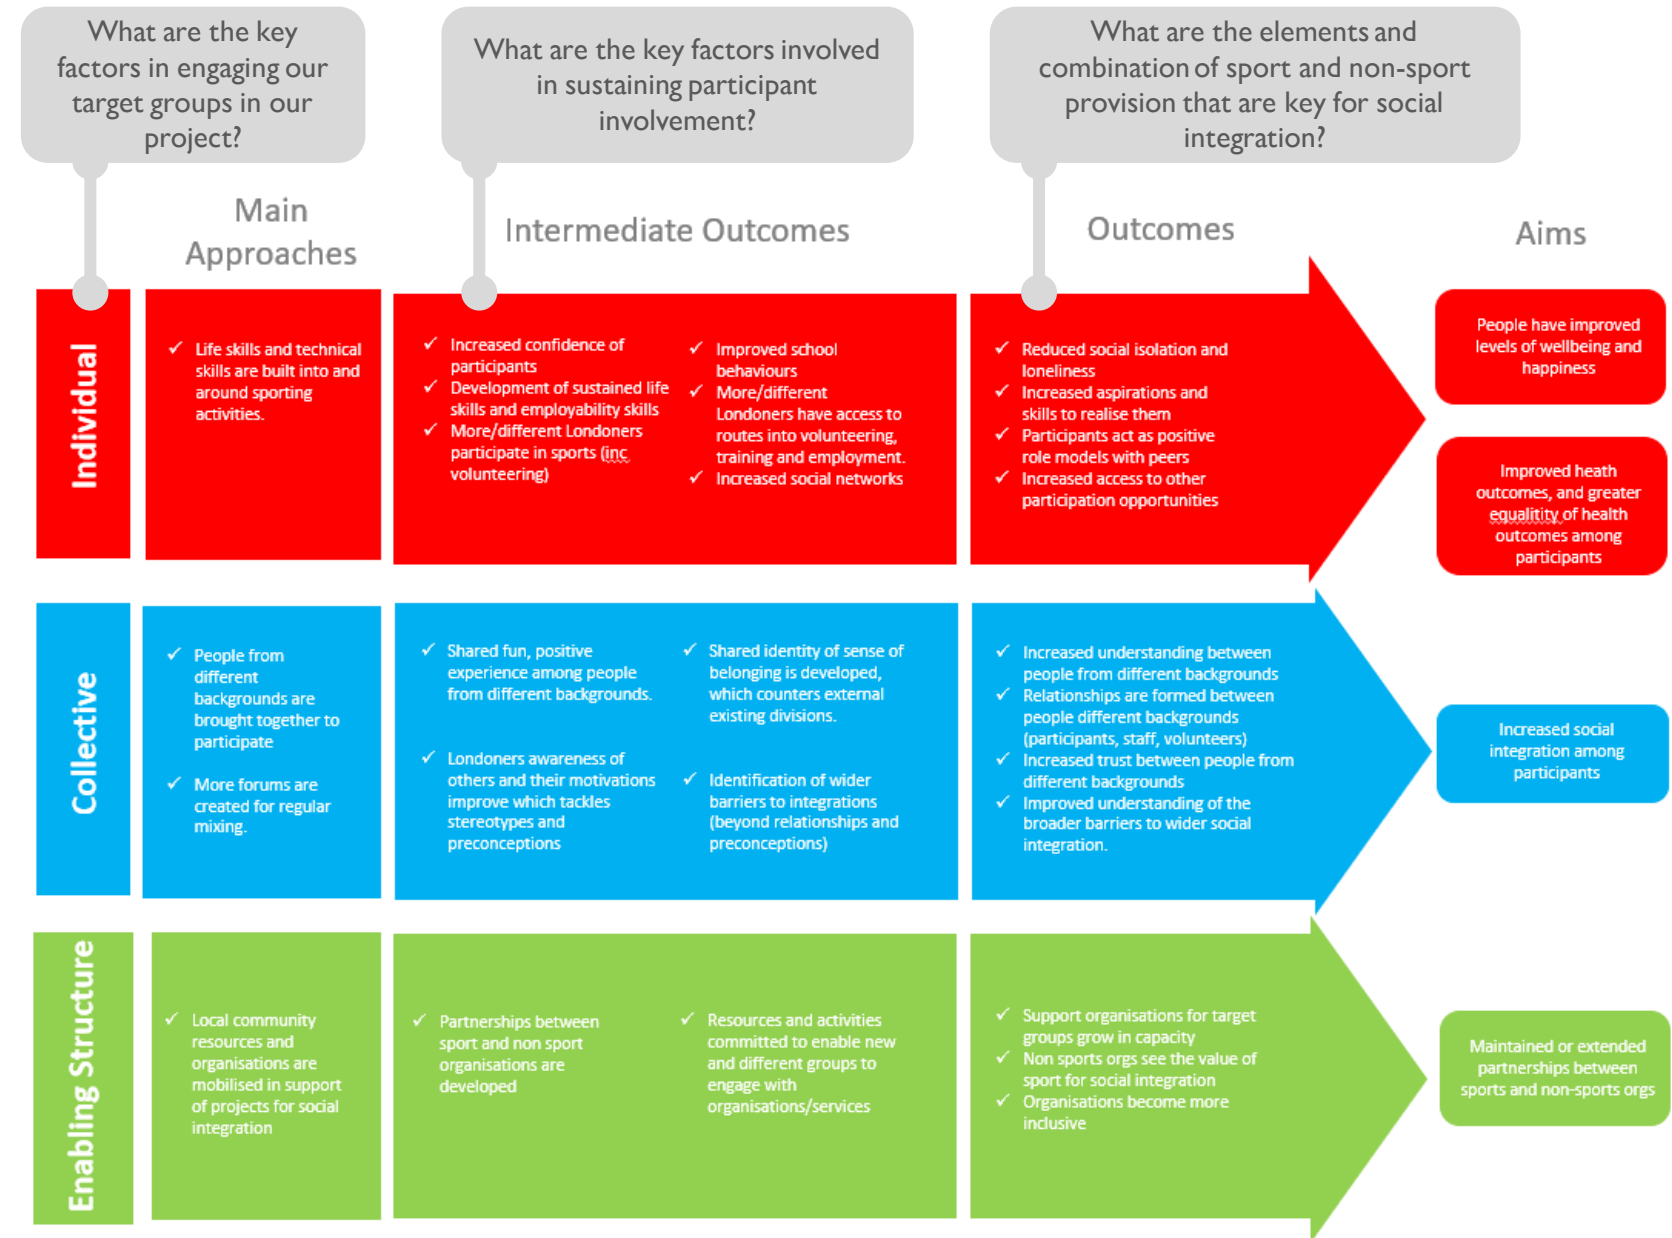 What are the key
factors in engaging our
target groups in our
project?
What are the key factors involved
in sustaining participant
involvement?
What are the elements and
combination of sport and non-sport
provision that are key for social
integration?
Main
Approaches
Intermediate Outcomes
Outcomes
Aims
Individual
✓ Life skills and technical
skills are built into and
around sporting
activities.
✓ Increased confidence of
participants
✓ Development of sustained life
skills and employability skills
✓ More/different Londoners
participate in sports (inc
volunteering)
✓ Improved school
behaviours
✓ More/different
Londoners have access to
routes into volunteering,
training and employment.
✓ Increased social networks
✓ Reduced social isolation and
loneliness
✓ Increased aspirations and
skills to realise them
✓ Participants act as positive
role models with peers
✓ Increased access to other
participation opportunities
People have improved
levels of wellbeing and
happiness
Improved heath
outcomes, and greater
equalitity of health
outcomes among
participants
Collective
✓ People from
different
backgrounds are
brought together to
participate
✓ More forums are
created for regular
mixing.
✓ Shared fun, positive
experience among people
from different backgrounds.
✓ Londoners awareness of
others and their motivations
improve which tackles
stereotypes and
preconceptions
✓ Shared identity of sense of
belonging is developed,
which counters external
existing divisions.
✓ Identification of wider
barriers to integrations
(beyond relationships and
preconceptions)
✓ Increased understanding between
people from different backgrounds
✓ Relationships are formed between
people different backgrounds
(participants, staff, volunteers)
✓ Increased trust between people from
different backgrounds
✓ Improved understanding of the
broader barriers to wider social
integration.
Increased social
integration among
participants
Enabling Structure
✓ Local community
resources and
organisations are
mobilised in support
of projects for social
integration
✓ Partnerships between
sport and non sport
organisations are
developed
✓ Resources and activities
committed to enable new
and different groups to
engage with
organisations/services
✓ Support organisations for target
groups grow in capacity
✓ Non sports orgs see the value of
sport for social integration
✓ Organisations become more
inclusive
Maintained or extended
partnerships between
sports and non-sports orgs